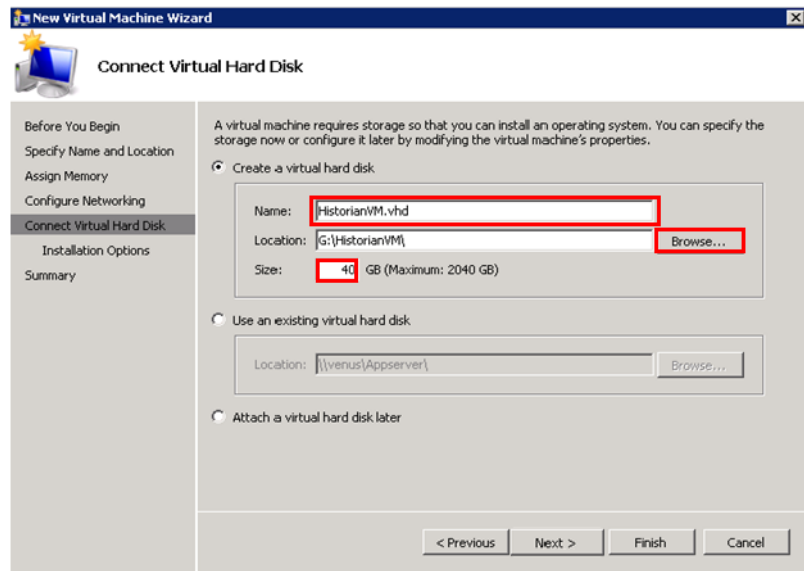 New Virtual Machine Wizard
Connect Virtual Hard Disk
Before You Begin
Specify Name and Location
Assign Memory
Configure Networking
Connect Virtual Hard Disk
Installation Options
Summary
A virtual machine requires storage so that you can install an operating system. You can specify the
storage now or configure it later by modifying the virtual machine's properties.
Create a virtual hard disk
Name: HistorianVM.vhd
Location: G:\HistorianVM\ Browse...
Size: 40 GB (Maximum: 2040 GB)
Use an existing virtual hard disk
Location: \\venus\Appserver\ Browse...
Attach a virtual hard disk later
< Previous Next > Finish Cancel